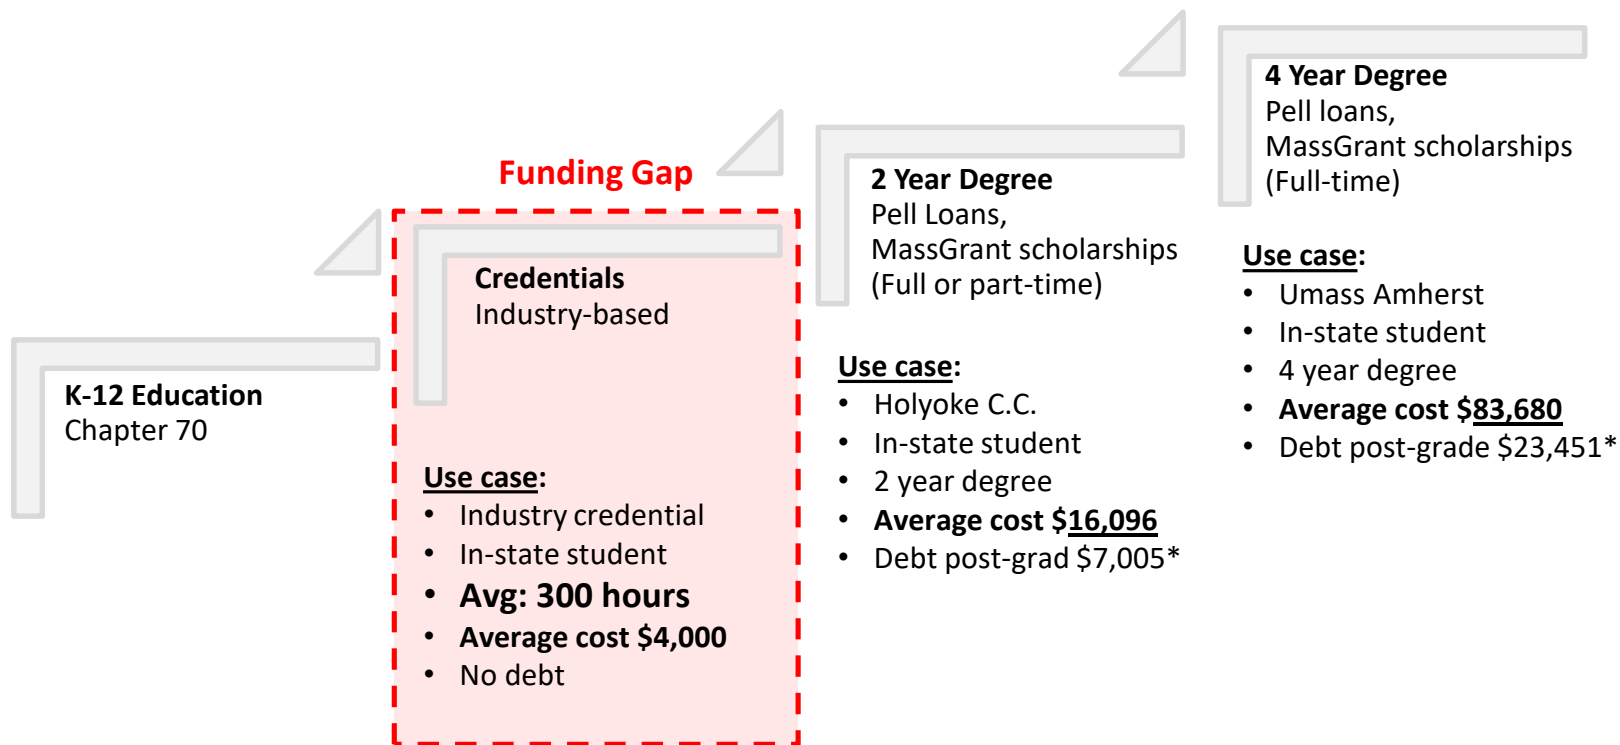 K-12 Education
Chapter 70
Funding Gap
Credentials
Industry-based
Use case:
• Industry credential
• In-state student
• Avg: 300 hours
• Average cost $4,000
• No debt
2 Year Degree
Pell Loans,
MassGrant scholarships
(Full or part-time)
Use case:
• Holyoke C.C.
• In-state student
• 2 year degree
• Average cost $16,096
• Debt post-grad $7,005*
4 Year Degree
Pell loans,
MassGrant scholarships
(Full-time)
Use case:
• Umass Amherst
• In-state student
• 4 year degree
• Average cost $83,680
• Debt post-grade $23,451*